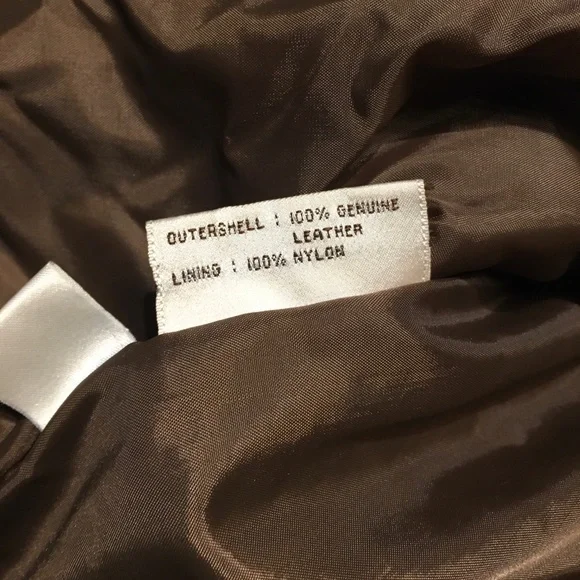 OUTERSHELL : 100% GENUINE
LEATHER
LINING : 100% NYLON